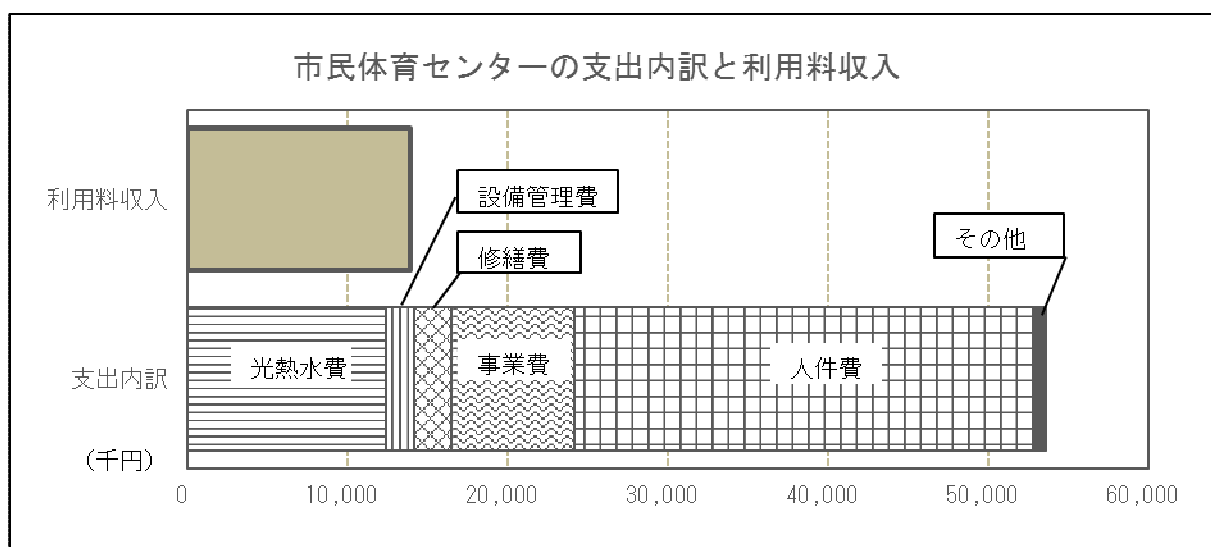 市民体育センターの支出内訳と利用料収入
利用料収入
設備管理費
修繕費
その他
支出内訳
光熱水費
事業費
人件費
(千円)
0 10,000 20,000 30,000 40,000 50,000 60,000